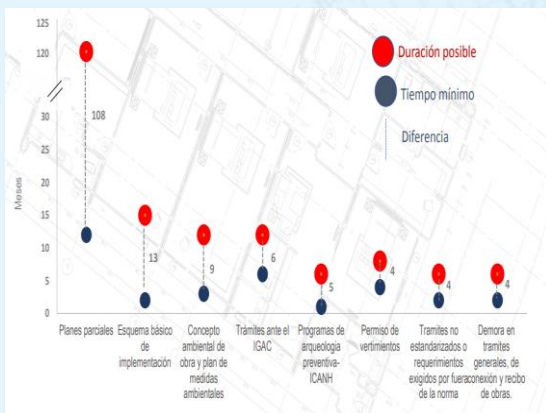 125
120
30
25
20
15
10
5
0
Meses
Duración posible
Tiempo mínimo
Diferencia
108
13
9
6
5
4
4
4
Planes parciales
Esquema básico
de
implementación
Concepto
ambiental de
obra y plan de
medidas
ambientales
Trámites ante el
IGAC
Programas de
arqueología
preventiva-
ICANH
Permiso de
vertimientos
Tramites no
estandarizados o
requerimientos
exigidos por fuera
de la norma
Demora en
tramites
generales, de
conexión y recibo
de obras.